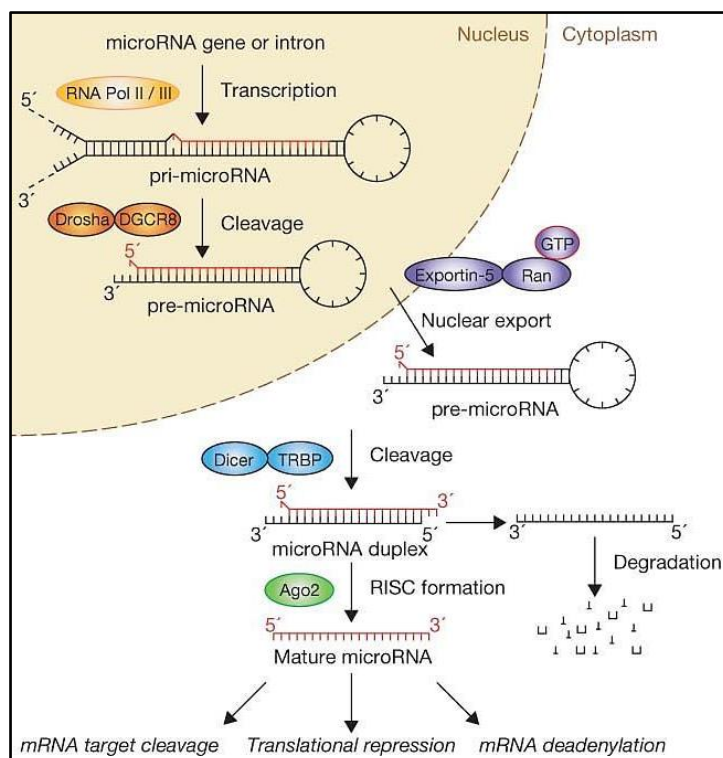 microRNA gene or intron
Nucleus
Cytoplasm
RNA Pol II / III
Transcription
5´
3´
pri-microRNA
Drosha
DGCR8
Cleavage
5´
3´
pre-microRNA
GTP
Exportin-5
Ran
Nuclear export
5´
3´
pre-microRNA
Dicer
TRBP
Cleavage
5´
3´
3´
5´
microRNA duplex
3´
5´
Degradation
Ago2
RISC formation
5´
3´
Mature microRNA
mRNA target cleavage
Translational repression
mRNA deadenylation